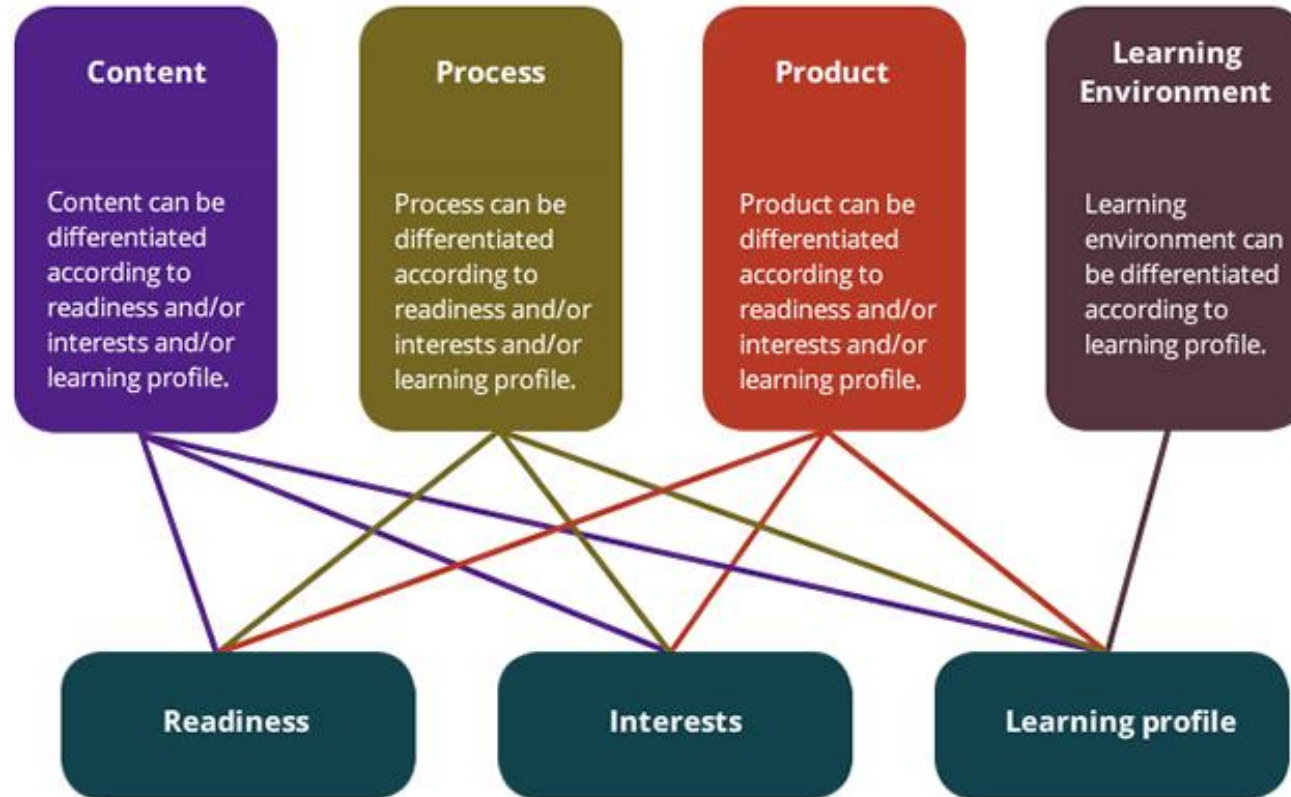 Content
Content can be
differentiated
according to
readiness and/or
interests and/or
learning profile.
Process
Process can be
differentiated
according to
readiness and/or
interests and/or
learning profile.
Product
Product can be
differentiated
according to
readiness and/or
interests and/or
learning profile.
Learning
Environment
Learning
environment can
be differentiated
according to
learning profile.
Readiness
Interests
Learning profile